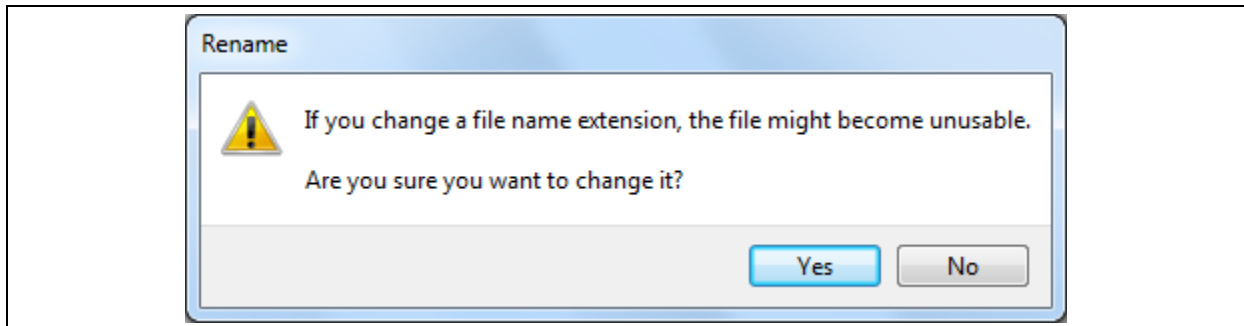 Rename
If you change a file name extension, the file might become unusable.
Are you sure you want to change it?
Yes
No